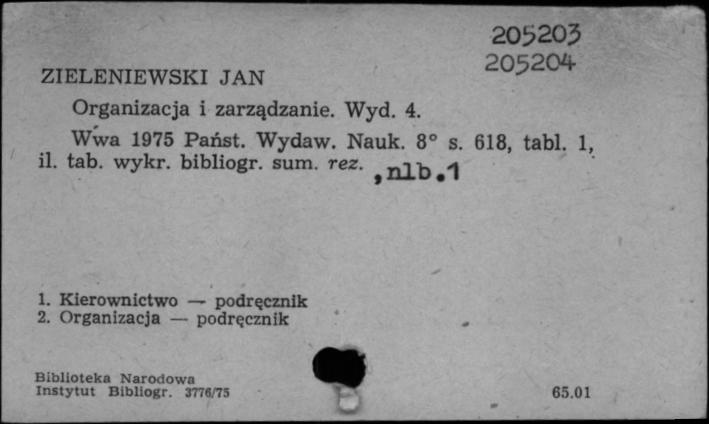 205203
205204
ZIELENIEWSKI JAN
Organizacja i zarządzanie. Wyd. 4.
Wwa 1975 Państ. Wydaw. Nauk. 8° s. 618, tabl. 1,
il. tab. wykr. bibliogr. sum. rez. , nlb.1
1. Kierownictwo — podręcznik
2. Organizacja — podręcznik
Biblioteka Narodowa
Instytut Bibliogr. 3776/75 65.01